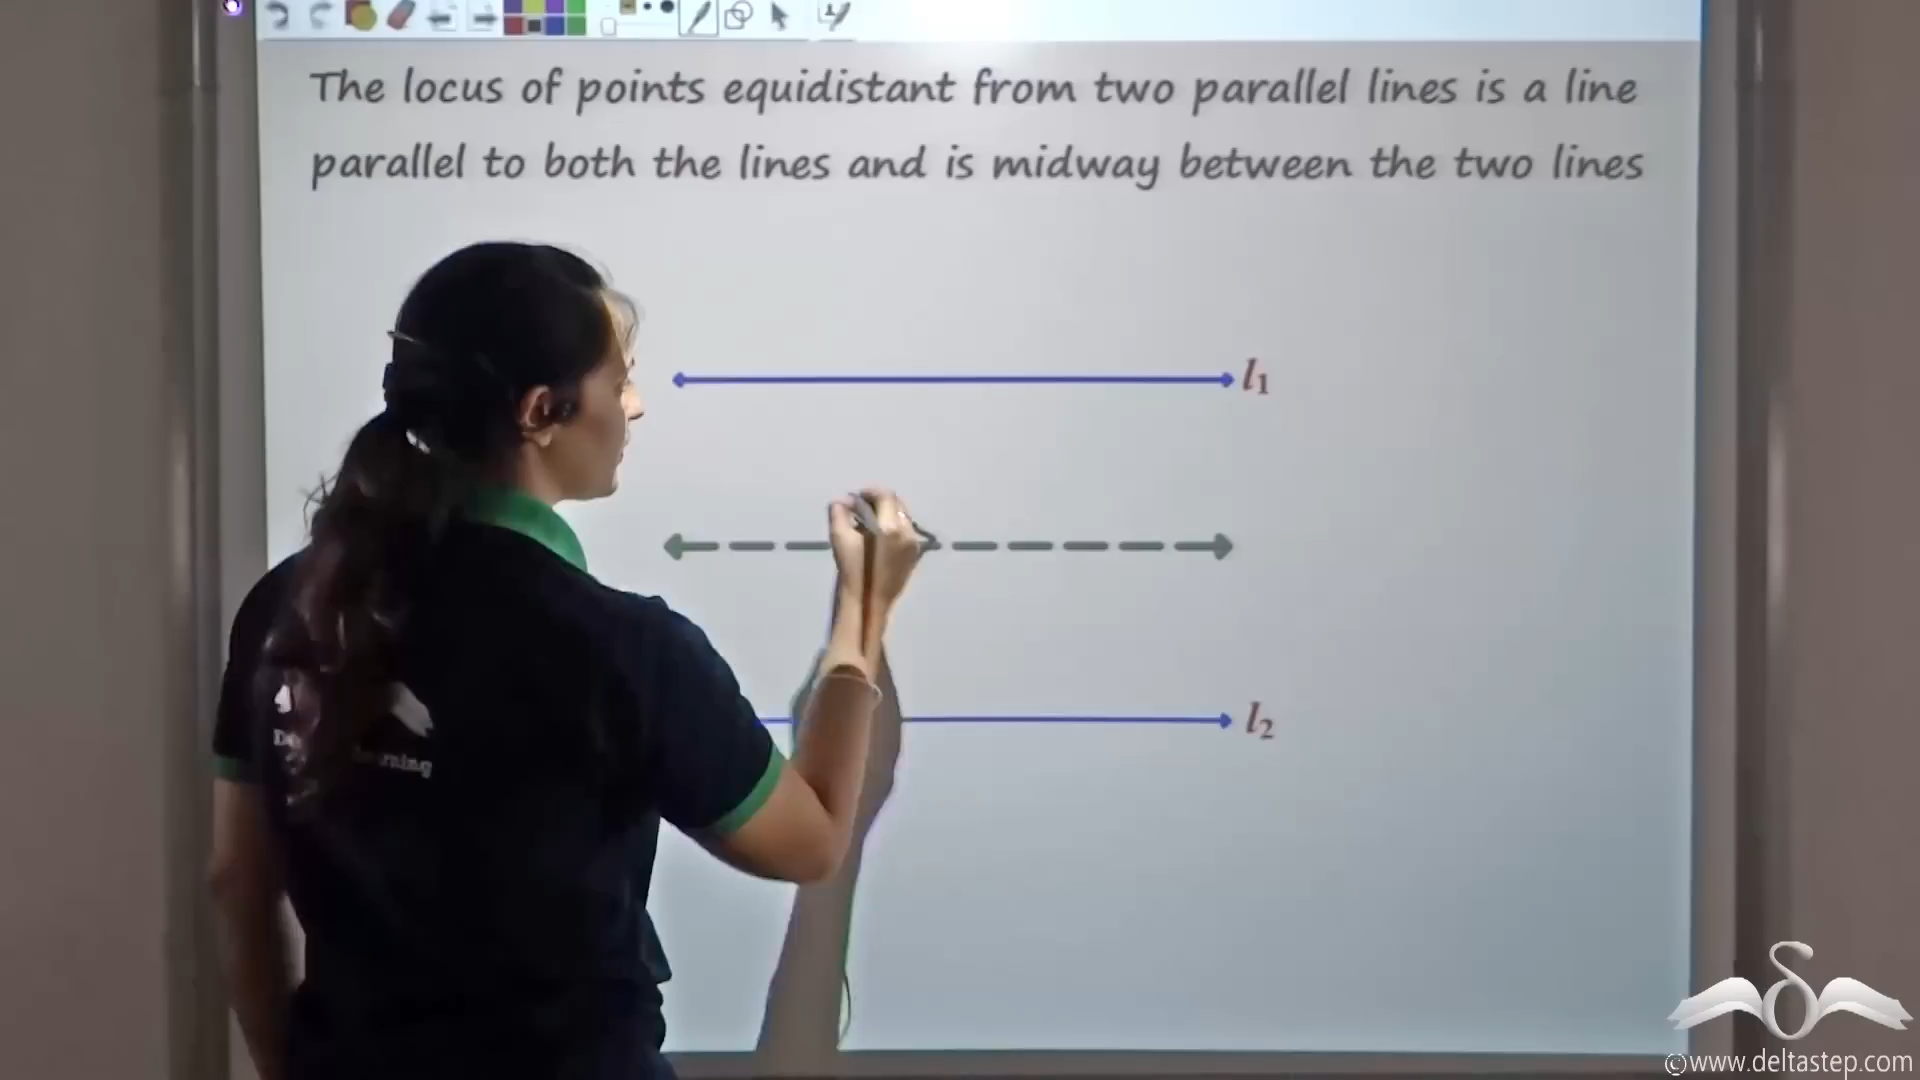 The locus of points equidistant from two parallel lines is a line
parallel to both the lines and is midway between the two lines
l₁
l₂
©www.deltastep.com